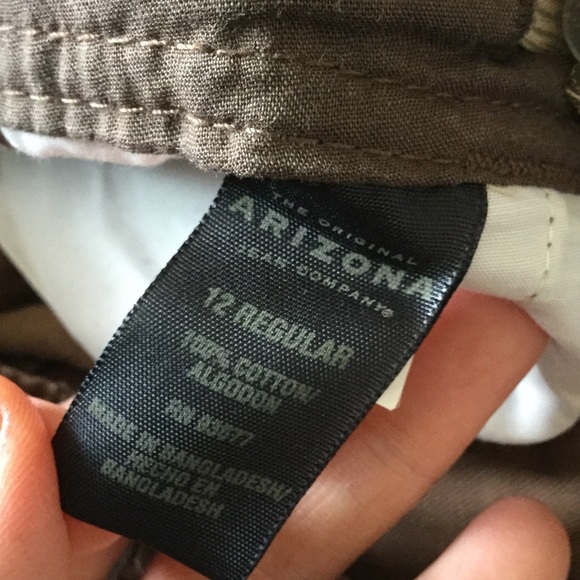 THE ORIGINAL
ARIZONA
JEAN COMPANY®
12 REGULAR
100% COTTON/
ALGODON
RN 93677
MADE IN BANGLADESH/
HECHO EN
BANGLADESH